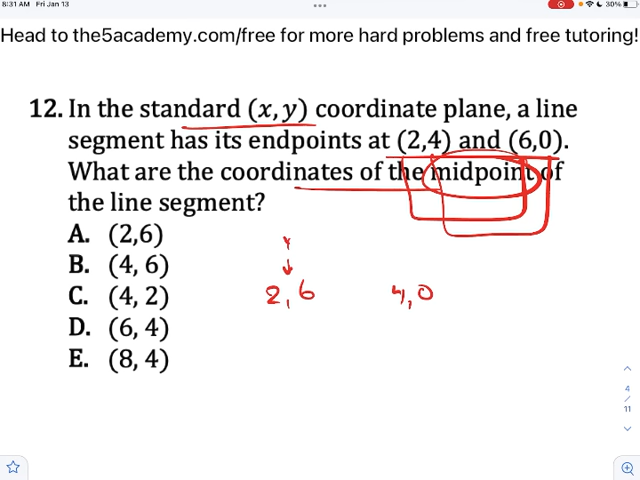 8:31 AM Fri Jan 13
30%
Head to the5academy.com/free for more hard problems and free tutoring!
12. In the standard (x, y) coordinate plane, a line
segment has its endpoints at (2,4) and (6,0).
What are the coordinates of the midpoint of
the line segment?
A. (2,6)
B. (4, 6)
C. (4, 2)
D. (6, 4)
E. (8, 4)
x
2, 6 4, 0
4
/
11